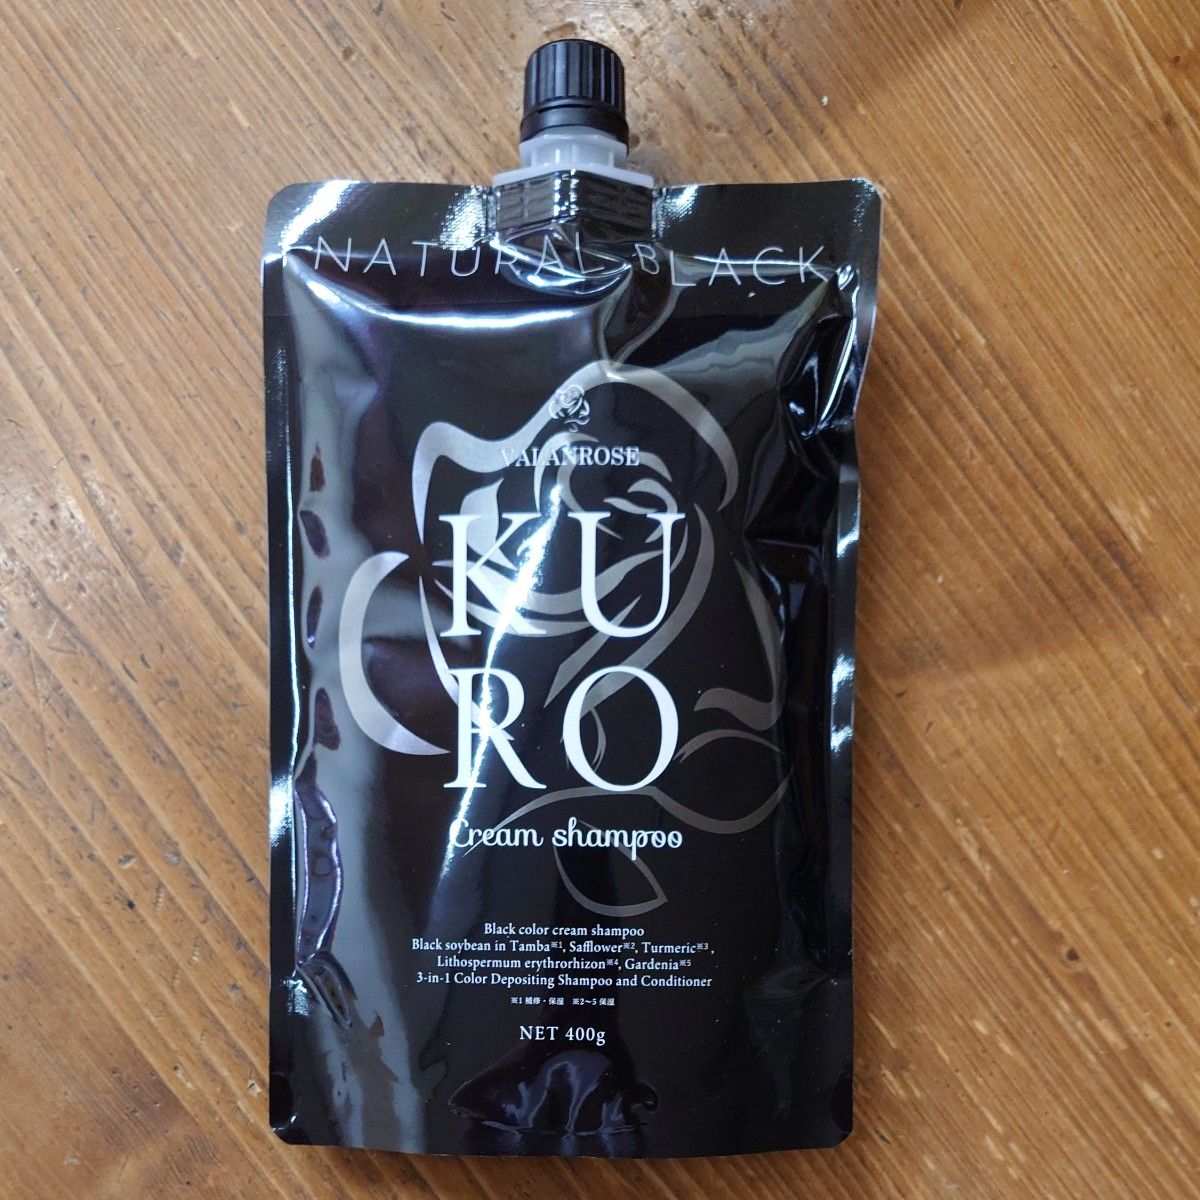 NATURAL BLACK
VALANROSE
KU
RO
Cream shampoo
Black color cream shampoo
Black soybean in Tamba※1, Safflower※2, Turmeric※3,
Lithospermum erythrorhizon※4, Gardenia※5
3-in-1 Color Depositing Shampoo and Conditioner
※1 補修・保湿 ※2～5 保湿
NET 400g